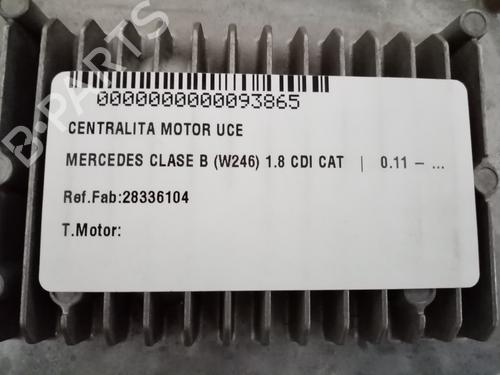 0000000000093865
CENTRALITA MOTOR UCE
MERCEDES CLASE B (W246) 1.8 CDI CAT | 0.11 – ...
Ref.Fab:28336104
T.Motor:
B-PARTS